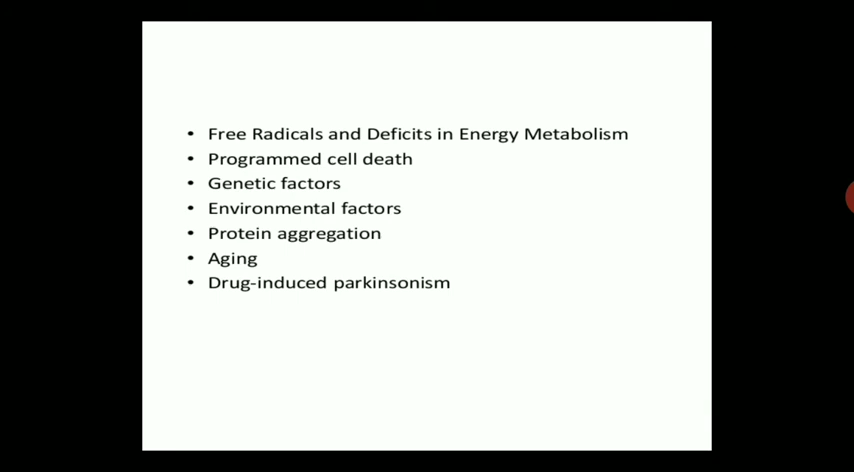 • Free Radicals and Deficits in Energy Metabolism
• Programmed cell death
• Genetic factors
• Environmental factors
• Protein aggregation
• Aging
• Drug-induced parkinsonism